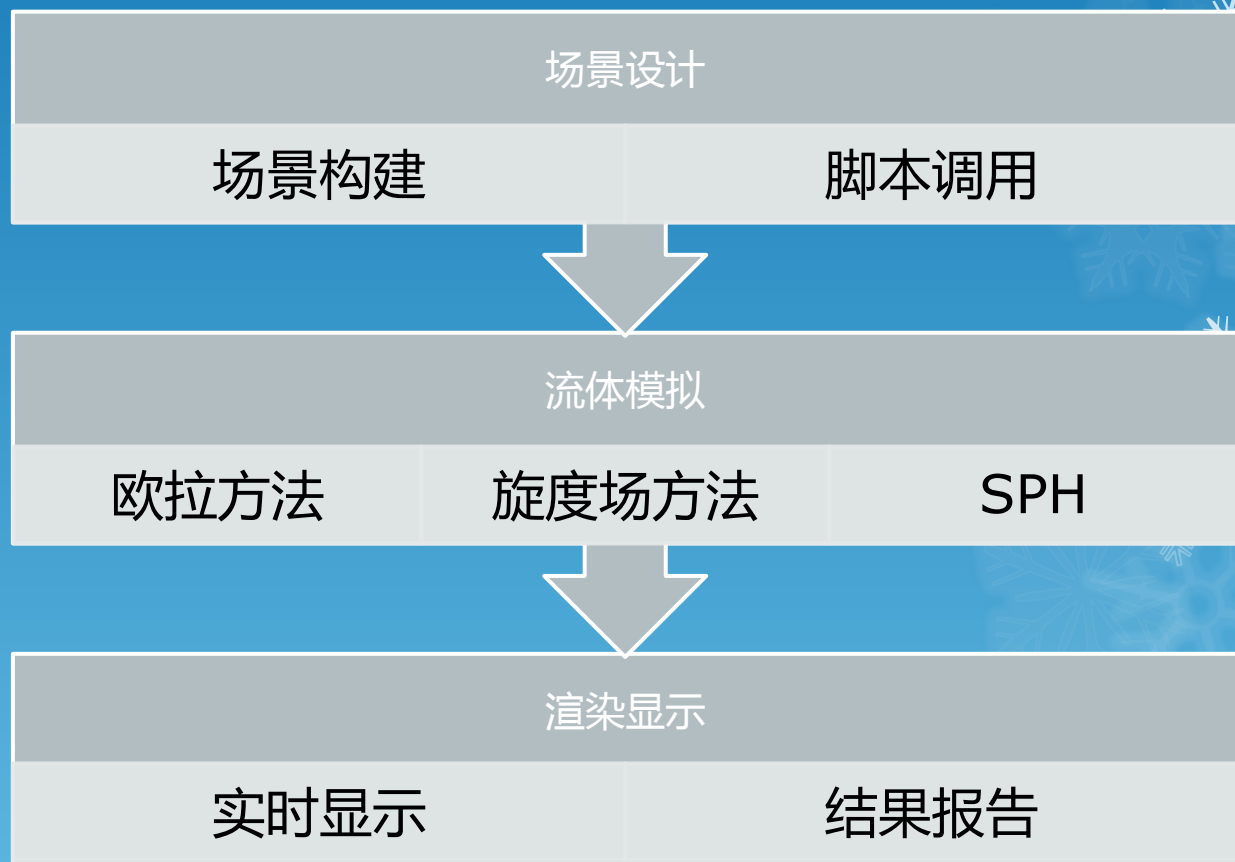 场景设计
场景构建 脚本调用
流体模拟
欧拉方法 旋度场方法 SPH
渲染显示
实时显示 结果报告